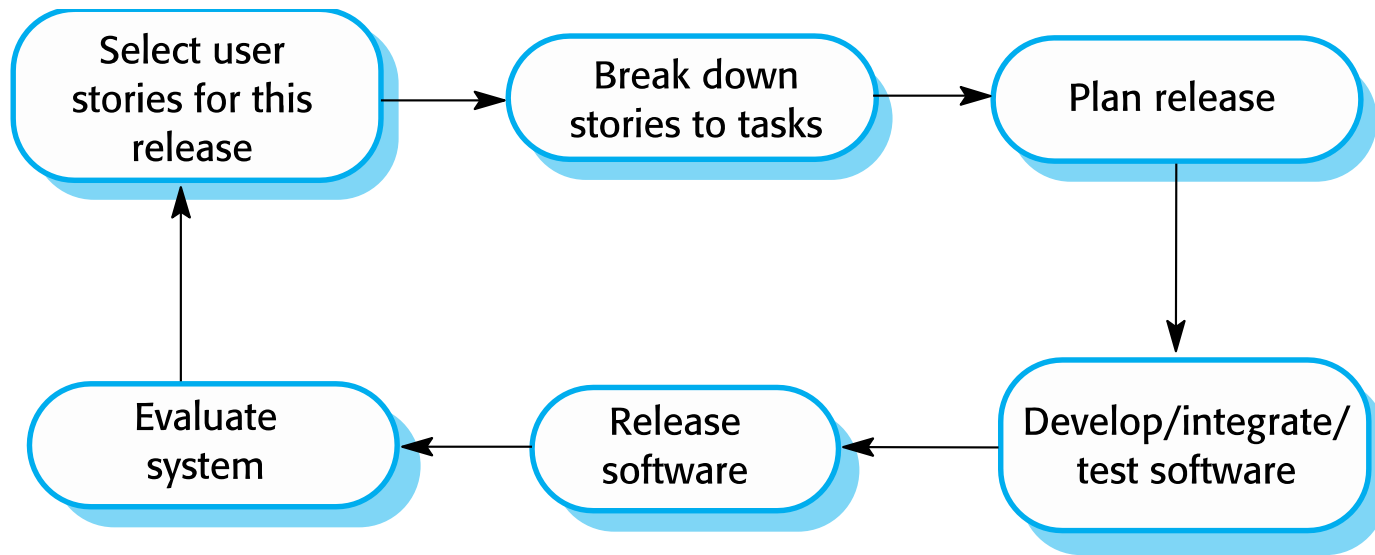 Select user
stories for this
release
Break down
stories to tasks
Plan release
Evaluate
system
Release
software
Develop/integrate/
test software